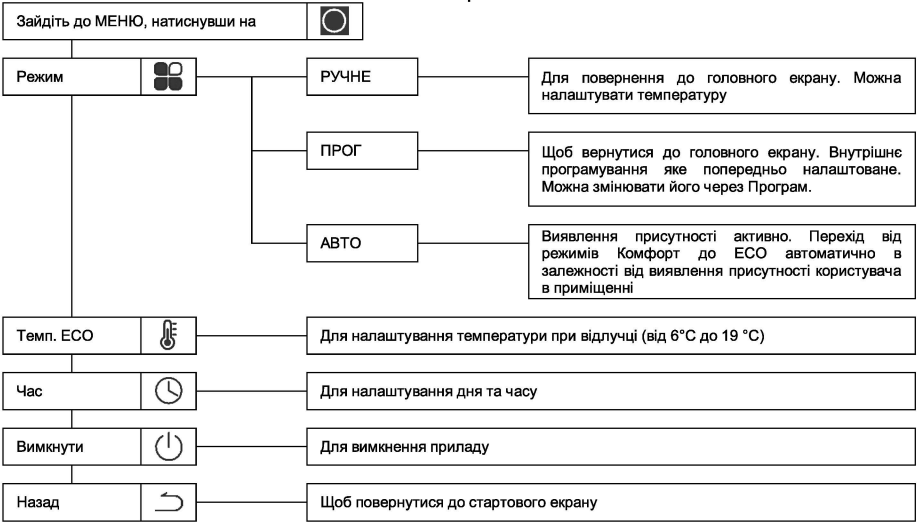 Зайдіть до МЕНЮ, натиснувши на
Режим
РУЧНЕ
Для повернення до головного екрану. Можна
налаштувати температуру
ПРОГ
Щоб вернутися до головного екрану. Внутрішнє
програмування яке попередньо налаштоване.
Можна змінювати його через Програм.
АВТО
Виявлення присутності активно. Перехід від
режимів Комфорт до ECO автоматично в
залежності від виявлення присутності користувача
в приміщенні
Темп. ECO
Для налаштування температури при відлучці (від 6°C до 19 °C)
Час
Для налаштування дня та часу
Вимкнути
Для вимкнення приладу
Назад
Щоб повернутися до стартового екрану